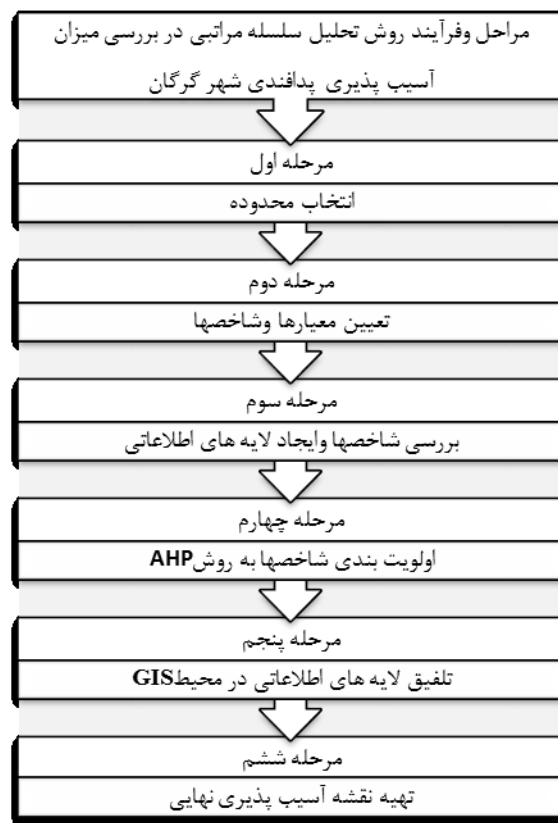 مراحل وفرآیند روش تحلیل سلسله مراتبی در بررسی میزان
آسیب پذیری پدافندی شهر گرگان
مرحله اول
انتخاب محدوده
مرحله دوم
تعیین معیارها وشاخصها
مرحله سوم
بررسی شاخصها وایجاد لایه های اطلاعاتی
مرحله چهارم
اولویت بندی شاخصها به روشAHP
مرحله پنجم
تلفیق لایه های اطلاعاتی در محیطGIS
مرحله ششم
تهیه نقشه آسیب پذیری نهایی